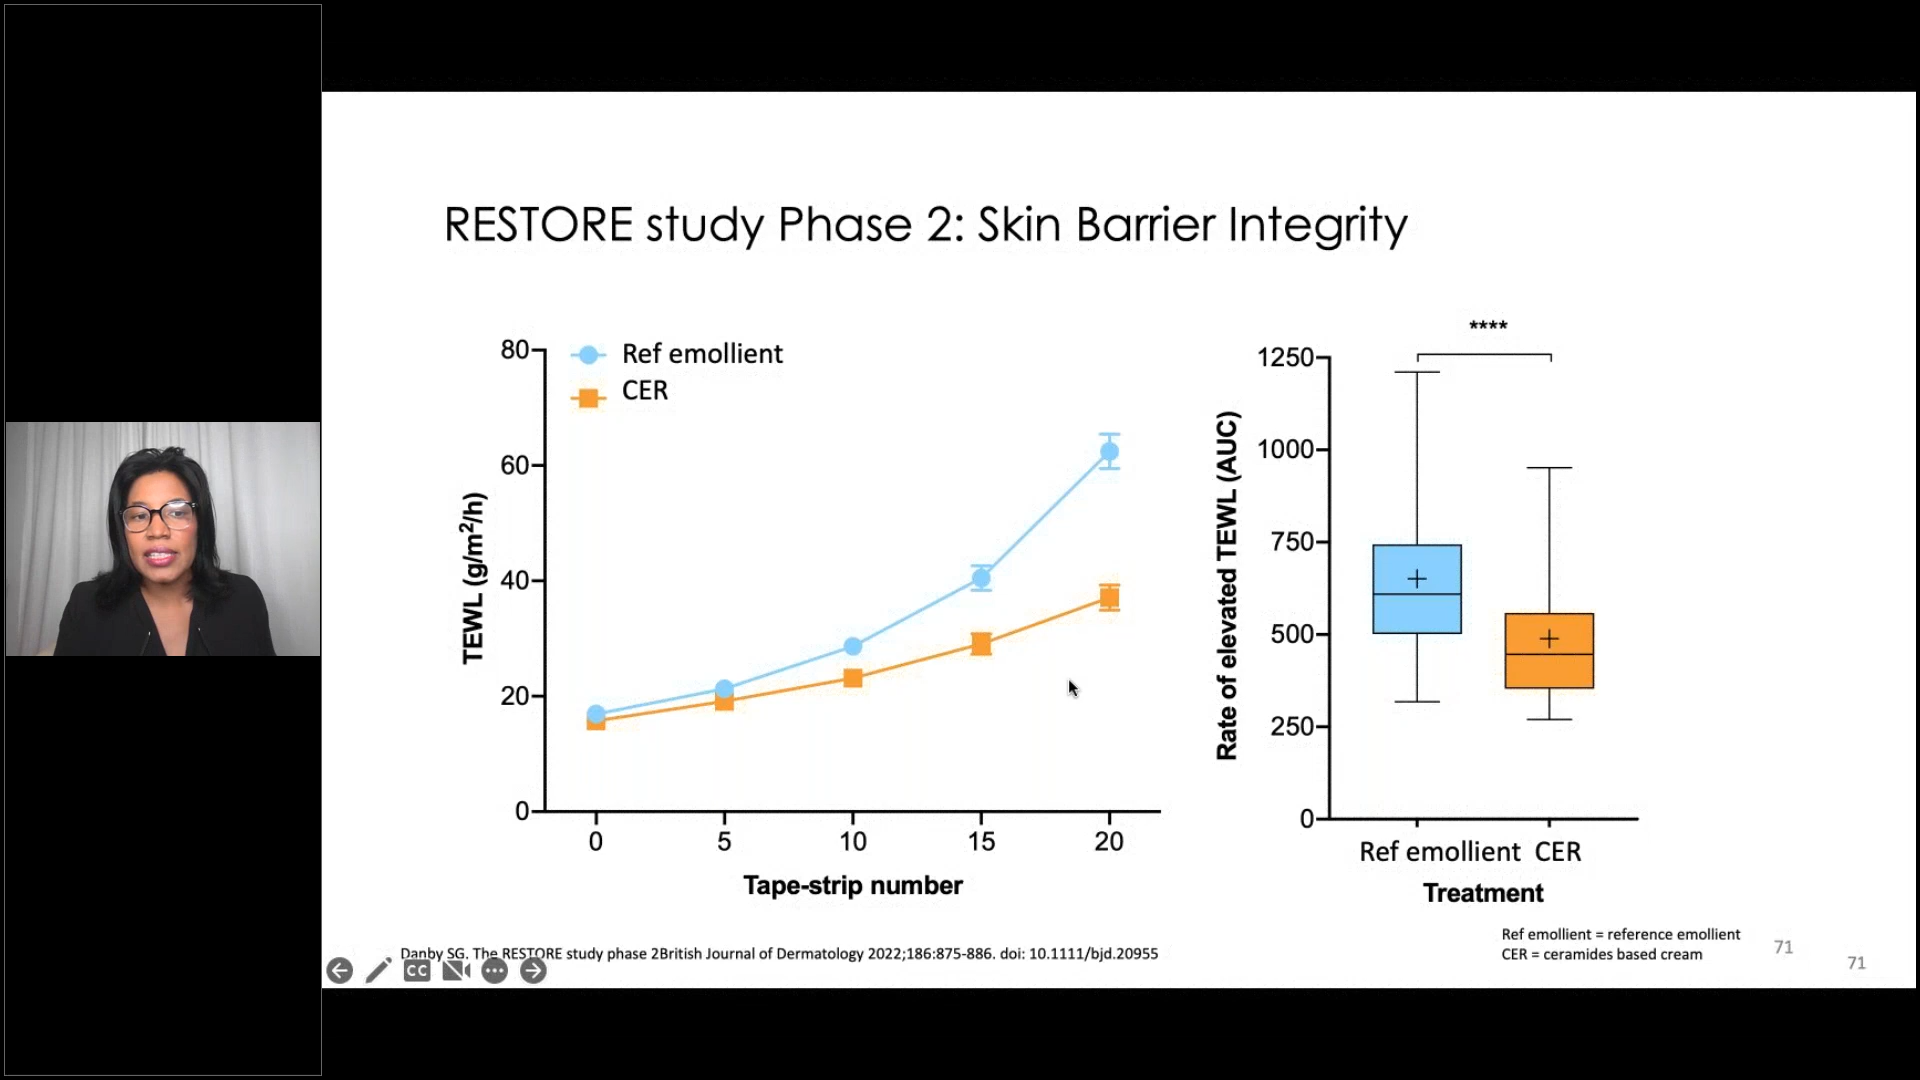 RESTORE study Phase 2: Skin Barrier Integrity
Ref emollient
CER
80
60
40
20
0
TEWL (g/m²/h)
0 5 10 15 20
Tape-strip number
****
1250
1000
750
500
250
0
Rate of elevated TEWL (AUC)
Ref emollient CER
Treatment
Ref emollient = reference emollient
CER = ceramides based cream
Danby SG. The RESTORE study phase 2British Journal of Dermatology 2022;186:875-886. doi: 10.1111/bjd.20955
71
71
CC